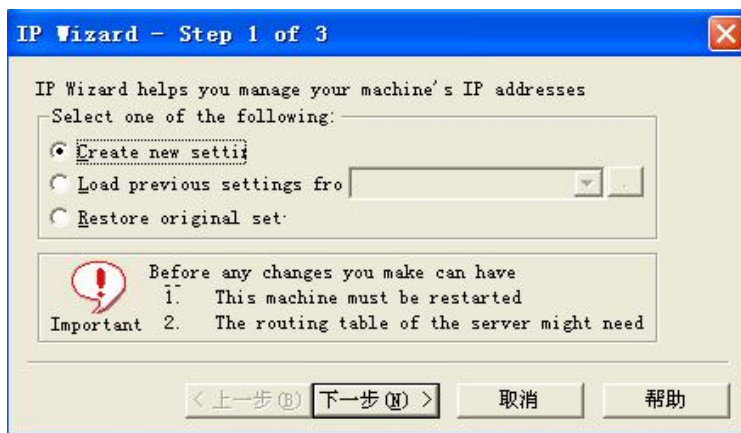 IP Wizard - Step 1 of 3
IP Wizard helps you manage your machine's IP addresses
Select one of the following:
Create new setti
Load previous settings fro
Restore original set
Before any changes you make can have
1. This machine must be restarted
Important 2. The routing table of the server might need
< 上一步(B) 下一步(N) > 取消 帮助